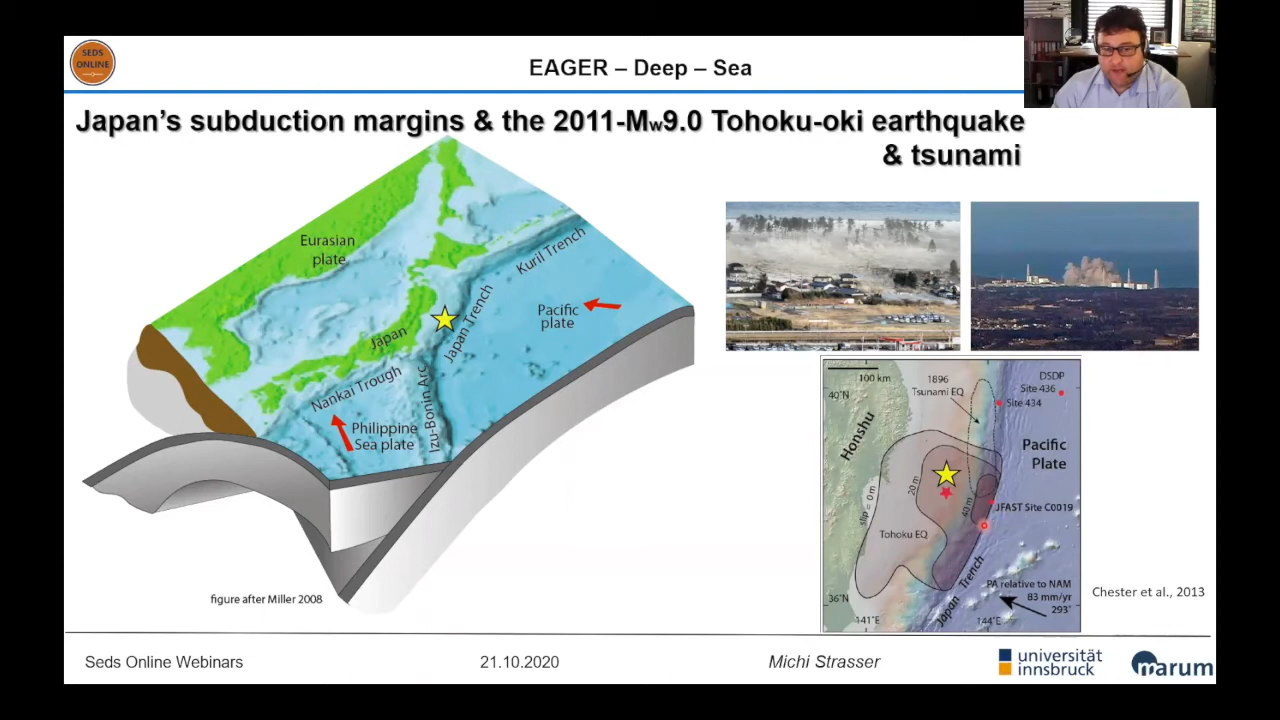 SEDS
ONLINE
EAGER – Deep – Sea
Japan's subduction margins & the 2011-Mw9.0 Tohoku-oki earthquake
& tsunami
Eurasian
plate
Kuril Trench
Pacific
plate
Japan Trench
Japan
Nankai Trough
Izu-Bonin Arc
Philippine
Sea plate
figure after Miller 2008
100 km
1896
Tsunami EQ
DSDP
Site 436
Site 434
40°N
Honshu
Pacific
Plate
slip = 0 m
20 m
40 m
JFAST Site C0019
Tohoku EQ
Japan Trench
PA relative to NAM
83 mm/yr
293°
36°N
141°E
144°E
Chester et al., 2013
Seds Online Webinars
21.10.2020
Michi Strasser
universität
innsbruck
marum